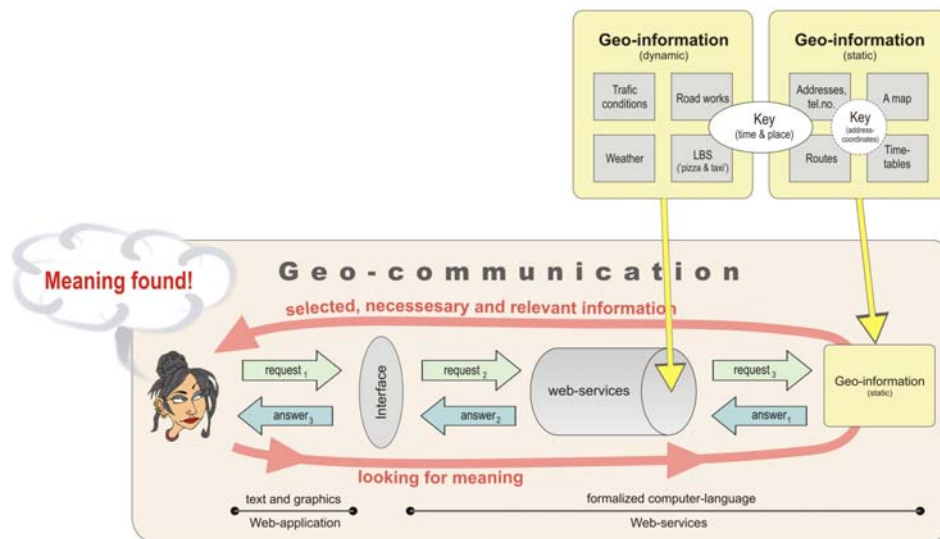 Geo-information
(dynamic)
Trafic
conditions
Road works
Weather
LBS
('pizza & taxi')
Key
(time & place)
Geo-information
(static)
Addresses,
tel.no.
A map
Key
(address-
coordinates)
Routes
Time-
tables
Meaning found!
Geo-communication
selected, necessesary and relevant information
request1
Interface
request2
web-services
request3
Geo-information
(static)
answer3
answer2
answer1
looking for meaning
text and graphics
Web-application
formalized computer-language
Web-services